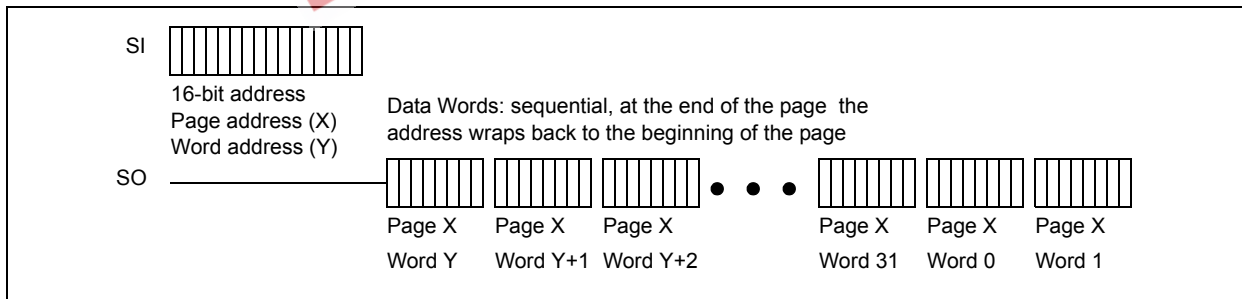 SI
16-bit address
Page address (X)
Word address (Y)
Data Words: sequential, at the end of the page the
address wraps back to the beginning of the page
SO
Page X Page X Page X Page X Page X Page X
Word Y Word Y+1 Word Y+2 Word 31 Word 0 Word 1